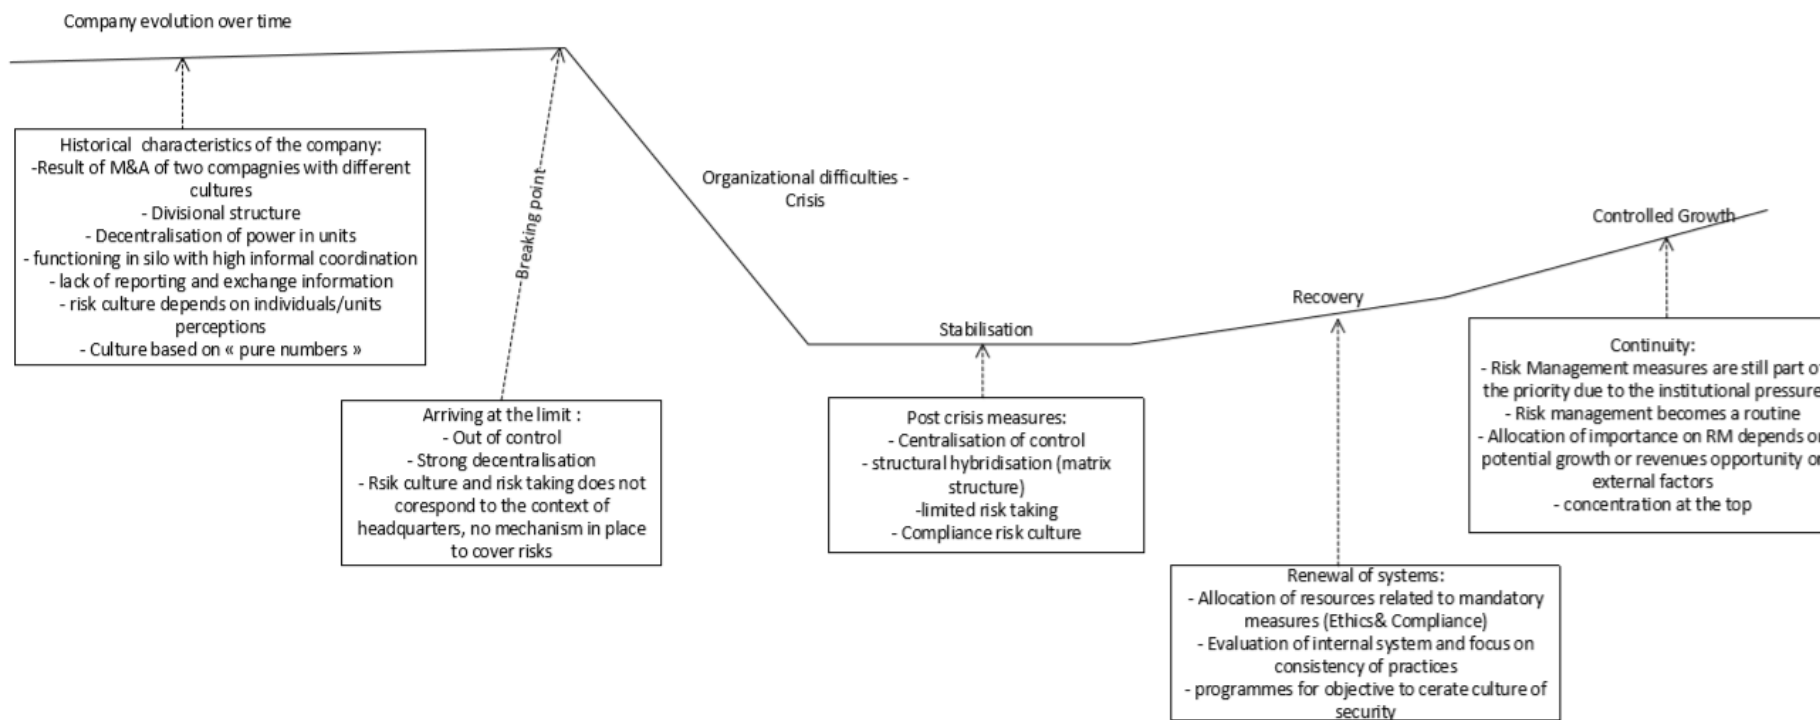 Company evolution over time
Historical characteristics of the company:
-Result of M&A of two compagnies with different
cultures
- Divisional structure
- Decentralisation of power in units
- functioning in silo with high informal coordination
- lack of reporting and exchange information
- risk culture depends on individuals/units
perceptions
- Culture based on « pure numbers »
Breaking point
Arriving at the limit :
- Out of control
- Strong decentralisation
- Rsik culture and risk taking does not
corespond to the context of
headquarters, no mechanism in place
to cover risks
Organizational difficulties -
Crisis
Stabilisation
Post crisis measures:
- Centralisation of control
- structural hybridisation (matrix
structure)
-limited risk taking
- Compliance risk culture
Recovery
Renewal of systems:
- Allocation of resources related to mandatory
measures (Ethics& Compliance)
- Evaluation of internal system and focus on
consistency of practices
- programmes for objective to cerate culture of
security
Controlled Growth
Continuity:
- Risk Management measures are still part of
the priority due to the institutional pressure
- Risk management becomes a routine
- Allocation of importance on RM depends on
potential growth or revenues opportunity or
external factors
- concentration at the top